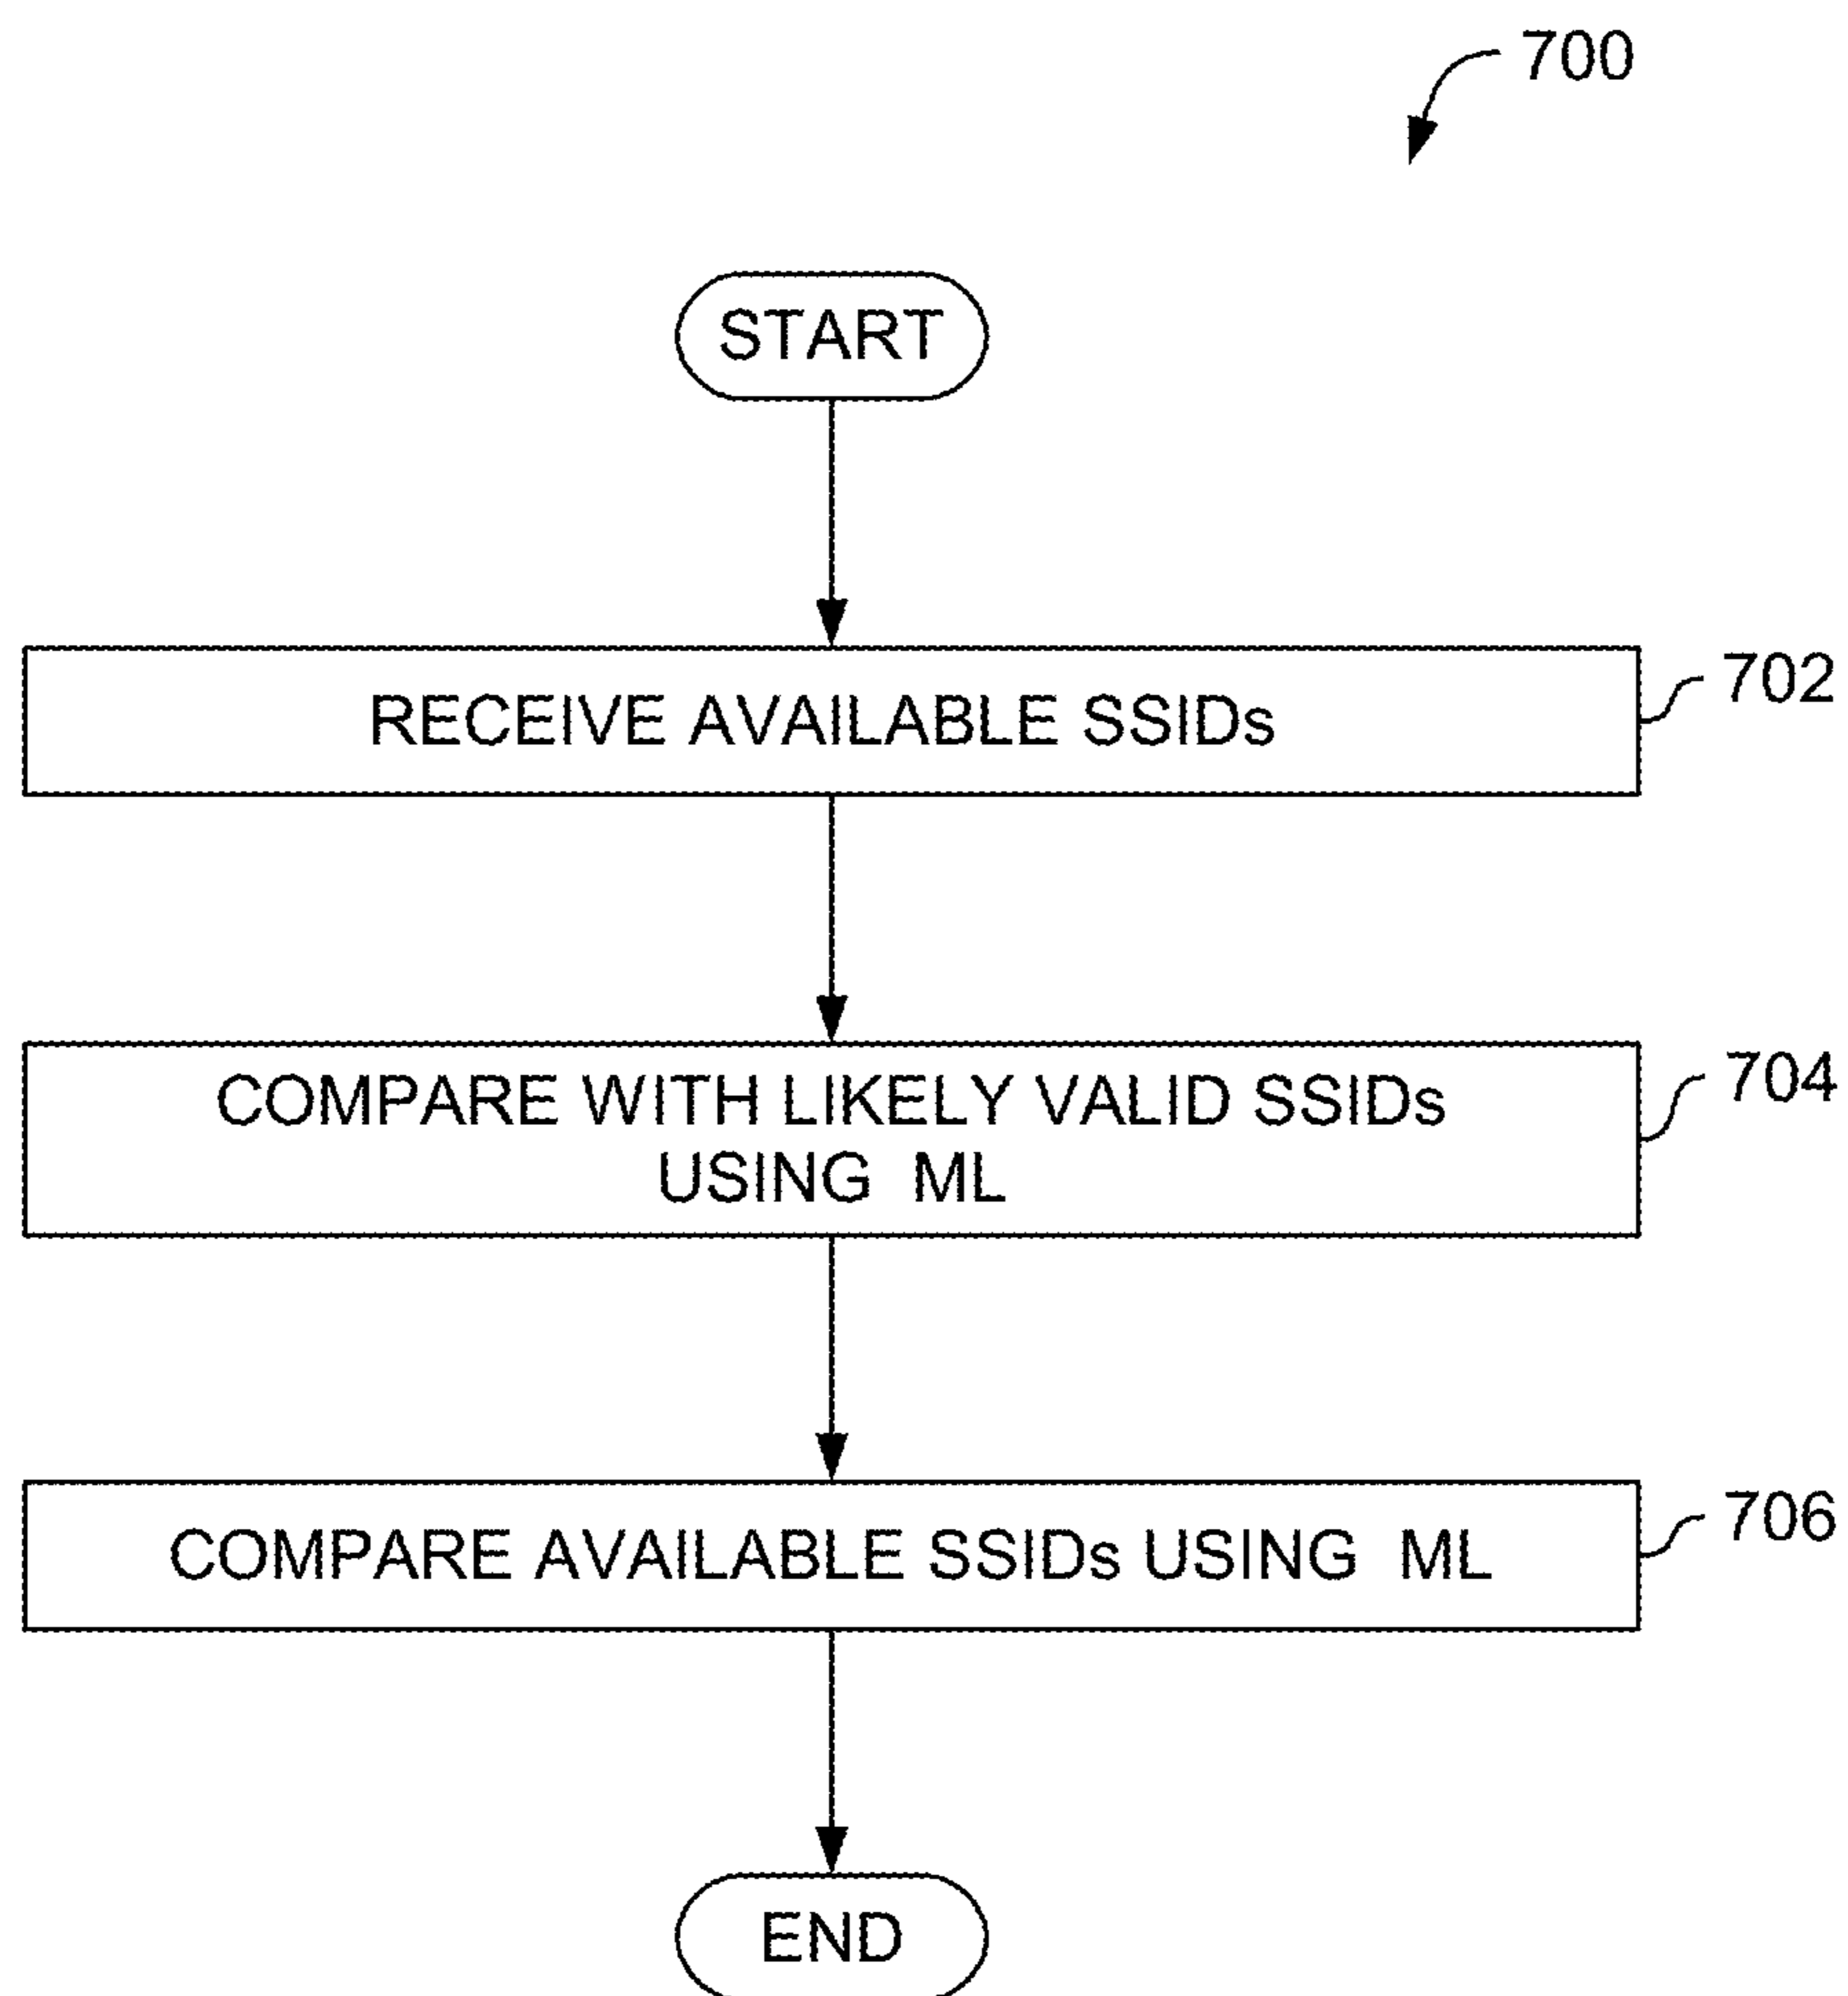 700
START
RECEIVE AVAILABLE SSIDs
702
COMPARE WITH LIKELY VALID SSIDs
USING ML
704
COMPARE AVAILABLE SSIDs USING ML
706
END